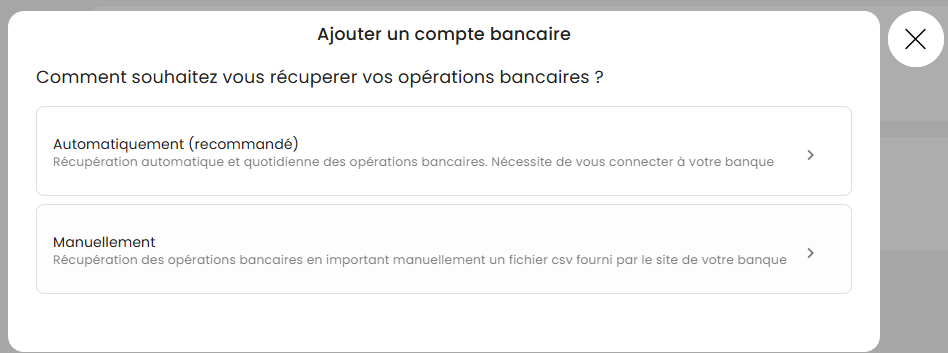 Ajouter un compte bancaire
Comment souhaitez vous récuperer vos opérations bancaires ?
Automatiquement (recommandé)
Récupération automatique et quotidienne des opérations bancaires. Nécessite de vous connecter à votre banque
Manuellement
Récupération des opérations bancaires en important manuellement un fichier csv fourni par le site de votre banque